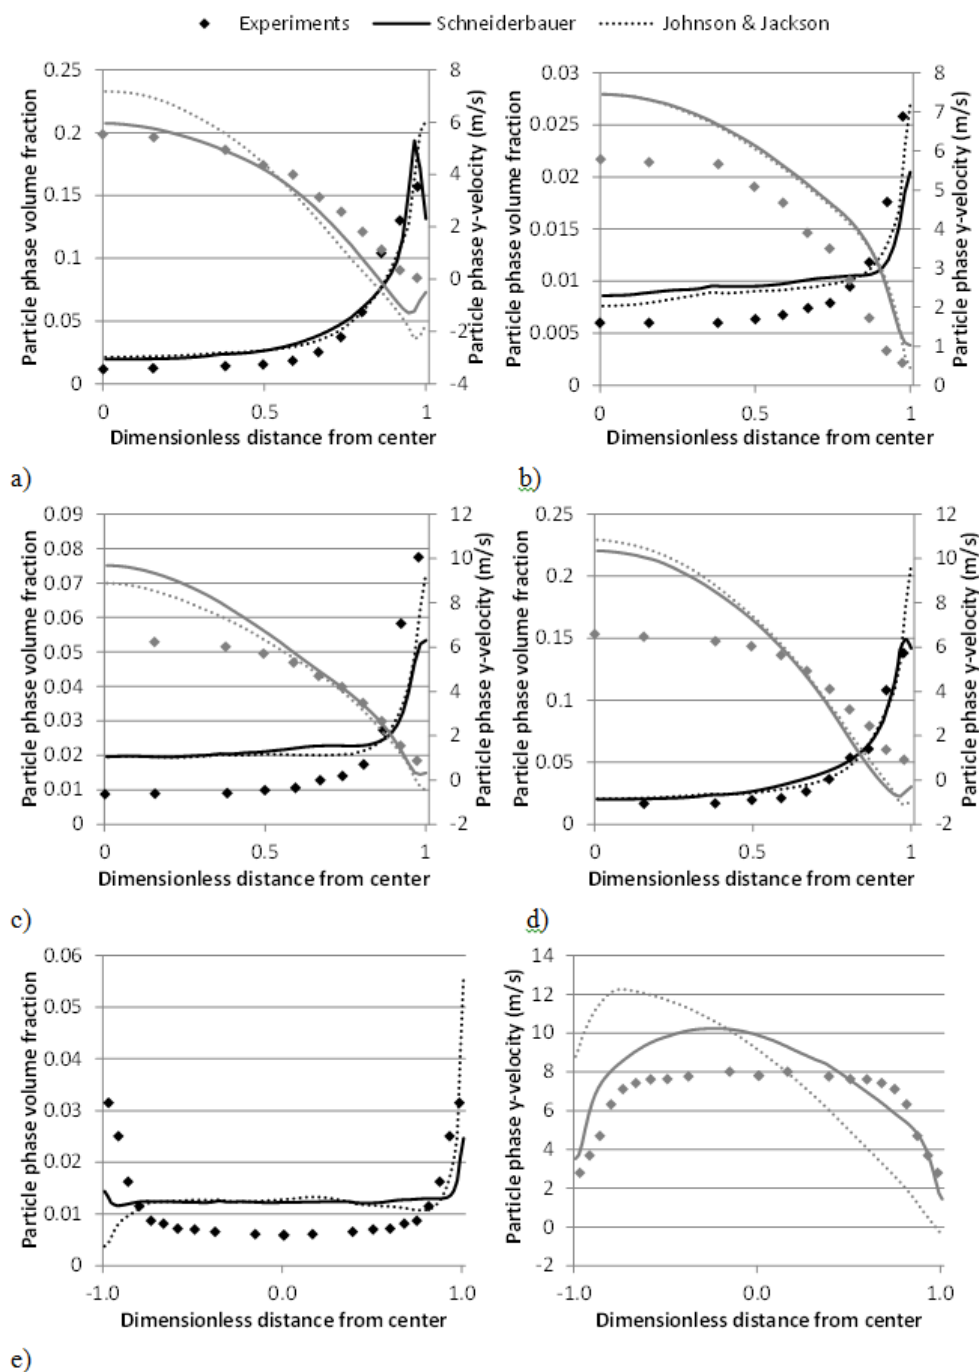 Experiments Schneiderbauer Johnson & Jackson
Particle phase volume fraction
0.25
0.2
0.15
0.1
0.05
0
8
6
4
2
0
-2
-4
Particle phase y-velocity (m/s)
0 0.5 1
Dimensionless distance from center
a)
Particle phase volume fraction
0.03
0.025
0.02
0.015
0.01
0.005
0
8
7
6
5
4
3
2
1
0
Particle phase y-velocity (m/s)
0 0.5 1
Dimensionless distance from center
b)
Particle phase volume fraction
0.09
0.08
0.07
0.06
0.05
0.04
0.03
0.02
0.01
0
12
10
8
6
4
2
0
-2
Particle phase y-velocity (m/s)
0 0.5 1
Dimensionless distance from center
c)
Particle phase volume fraction
0.25
0.2
0.15
0.1
0.05
0
12
10
8
6
4
2
0
-2
Particle phase y-velocity (m/s)
0 0.5 1
Dimensionless distance from center
d)
Particle phase volume fraction
0.06
0.05
0.04
0.03
0.02
0.01
0
-1.0 0.0 1.0
Dimensionless distance from center
Particle phase y-velocity (m/s)
14
12
10
8
6
4
2
0
-2
-1.0 0.0 1.0
Dimensionless distance from center
e)